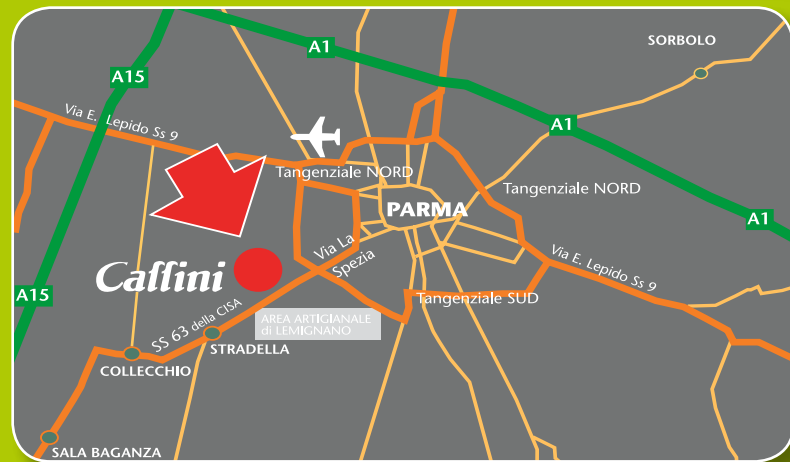 SORBOLO
A1
A15
Via E. Lepido Ss 9
A1
Tangenziale NORD
Tangenziale NORD
PARMA
A1
Via La
Spezia
Via E. Lepido Ss 9
Callini
A15
Tangenziale SUD
SS 63 della CISA
AREA ARTIGIANALE
di LEMIGNANO
STRADELLA
COLLECCHIO
SALA BAGANZA